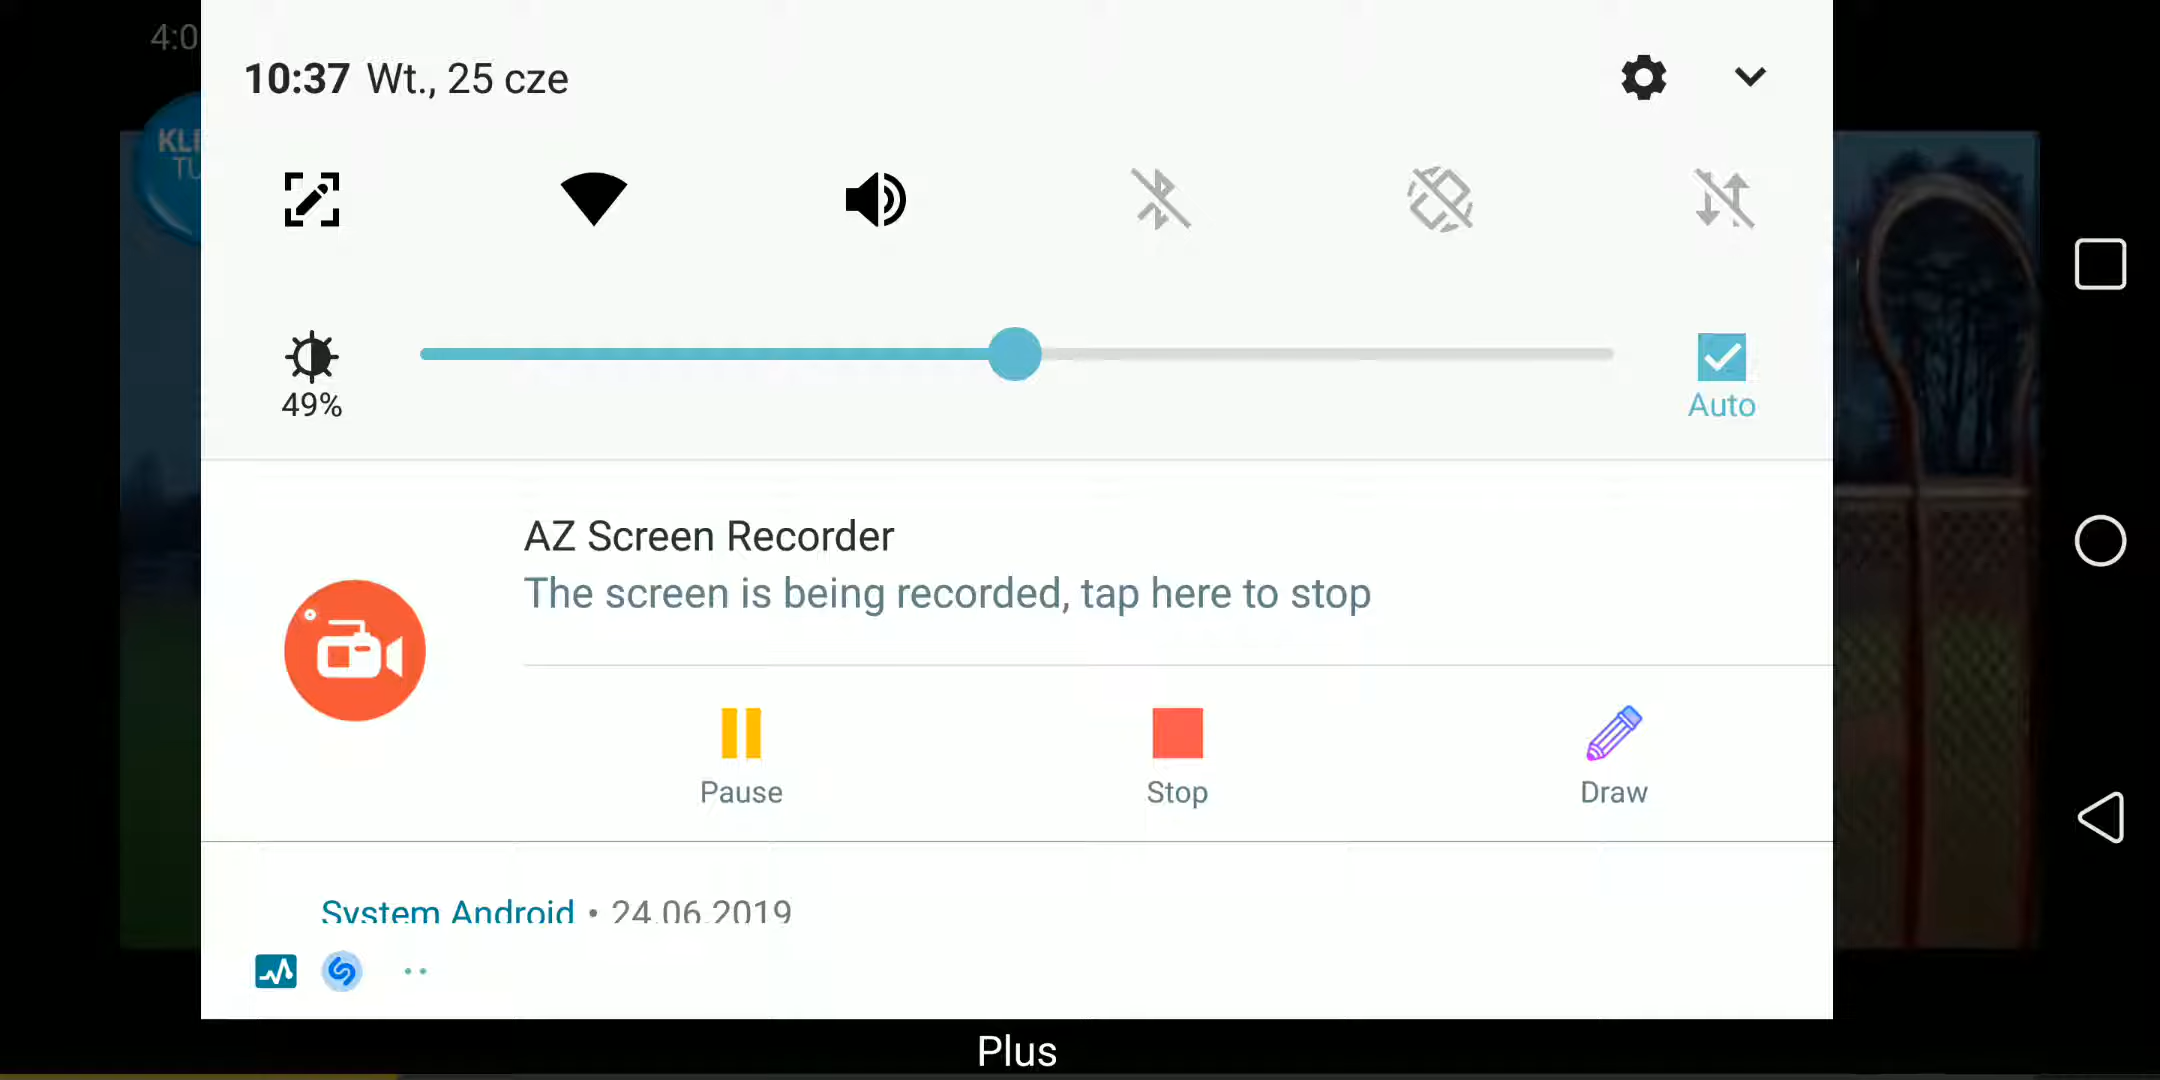 4:0
10:37 Wt., 25 cze
KLI
TU
49%
Auto
AZ Screen Recorder
The screen is being recorded, tap here to stop
Pause
Stop
Draw
System Android • 24.06.2019
Plus